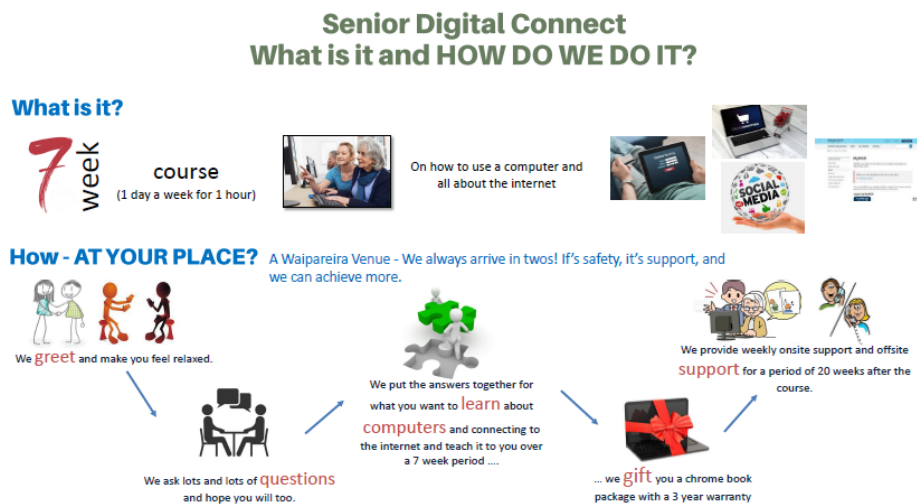 Senior Digital Connect
What is it and HOW DO WE DO IT?
What is it?
7 week
course
(1 day a week for 1 hour)
On how to use a computer and
all about the internet
SOCIAL
MEDIA
How - AT YOUR PLACE?
A Waipareira Venue - We always arrive in twos! If's safety, it's support, and
we can achieve more.
We greet and make you feel relaxed.
We ask lots and lots of questions
and hope you will too.
We put the answers together for
what you want to learn about
computers and connecting to
the internet and teach it to you over
a 7 week period ....
... we gift you a chrome book
package with a 3 year warranty
We provide weekly onsite support and offsite
support for a period of 20 weeks after the
course.